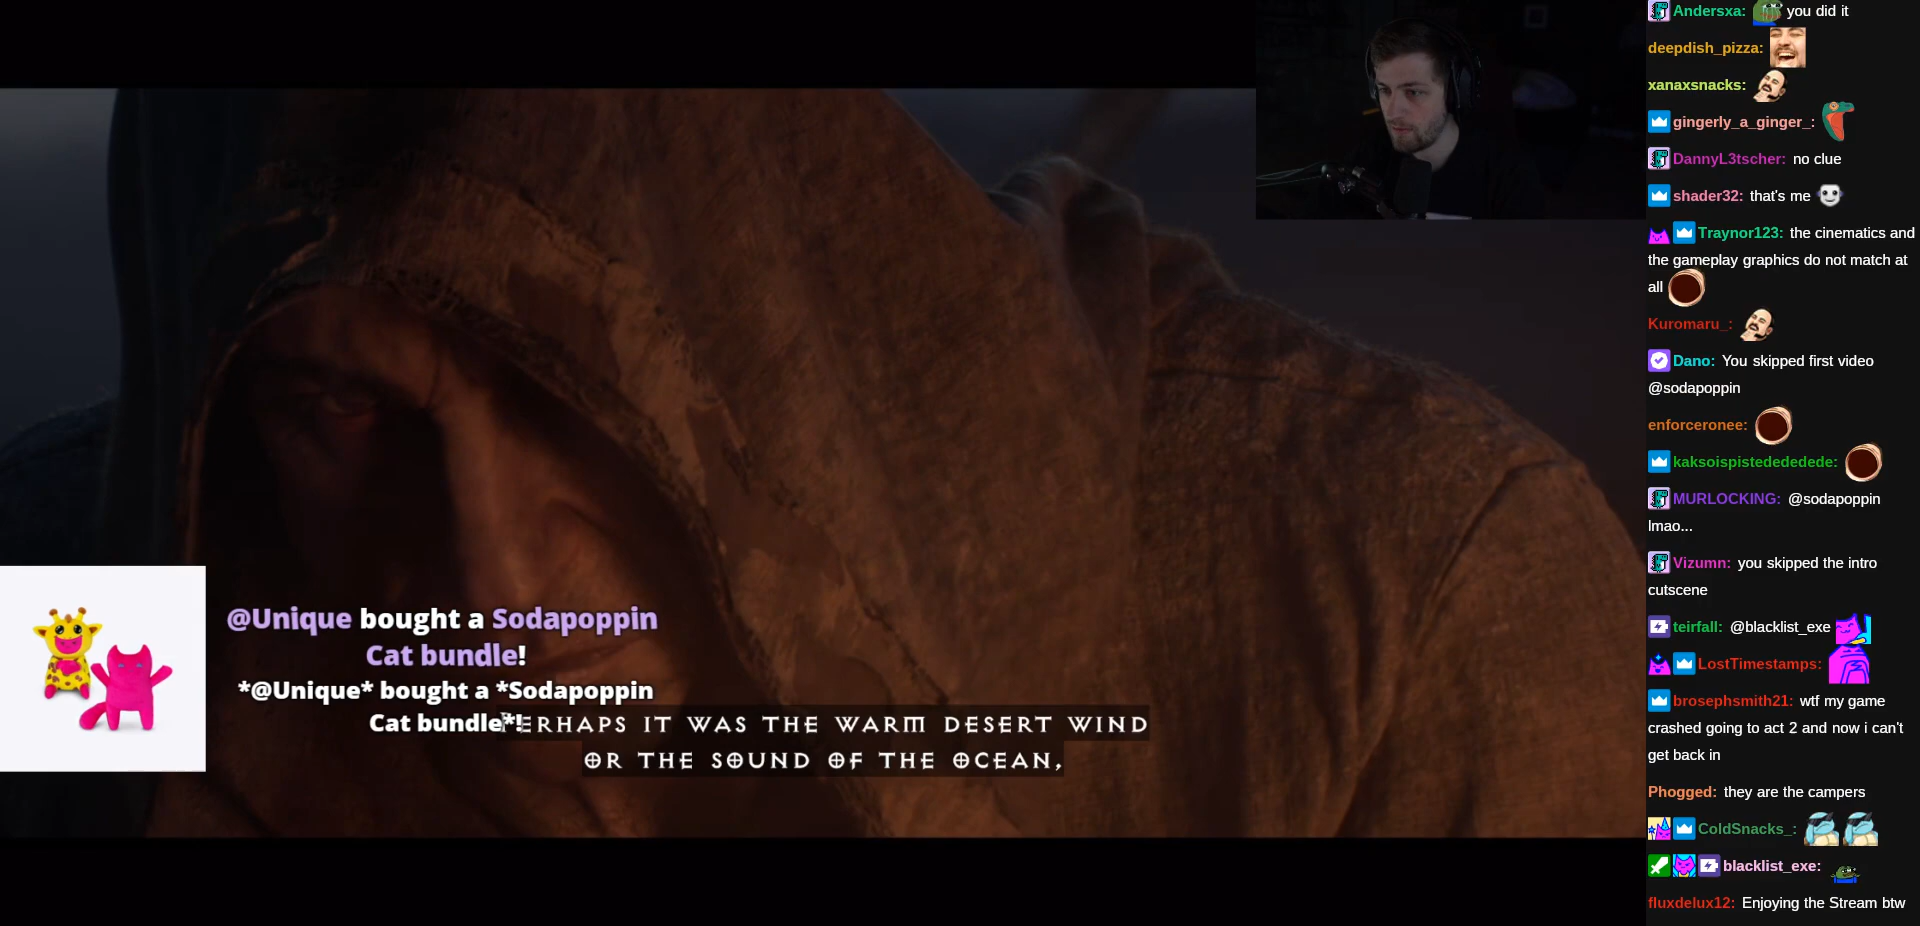 @Unique bought a Sodapoppin
Cat bundle!
*@Unique* bought a *Sodapoppin
Cat bundle*!
PERHAPS IT WAS THE WARM DESERT WIND
OR THE SOUND OF THE OCEAN,
Andersxa: you did it
deepdish_pizza:
xanaxsnacks:
gingerly_a_ginger_:
DannyL3tscher: no clue
shader32: that's me
Traynor123: the cinematics and
the gameplay graphics do not match at
all
Kuromaru_:
Dano: You skipped first video
@sodapoppin
enforceronee:
kaksoispistedededede:
MURLOCKING: @sodapoppin
lmao...
Vizumn: you skipped the intro
cutscene
teirfall: @blacklist_exe
LostTimestamps:
brosephsmith21: wtf my game
crashed going to act 2 and now i can't
get back in
Phogged: they are the campers
ColdSnacks_:
blacklist_exe:
fluxdelux12: Enjoying the Stream btw